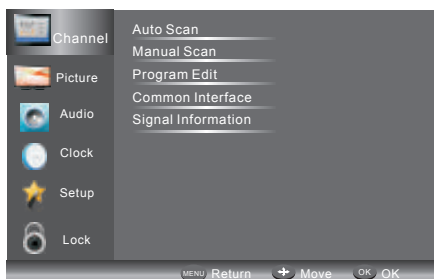 Channel
Picture
Audio
Clock
Setup
Lock
Auto Scan
Manual Scan
Program Edit
Common Interface
Signal Information
MENU Return Move OK OK